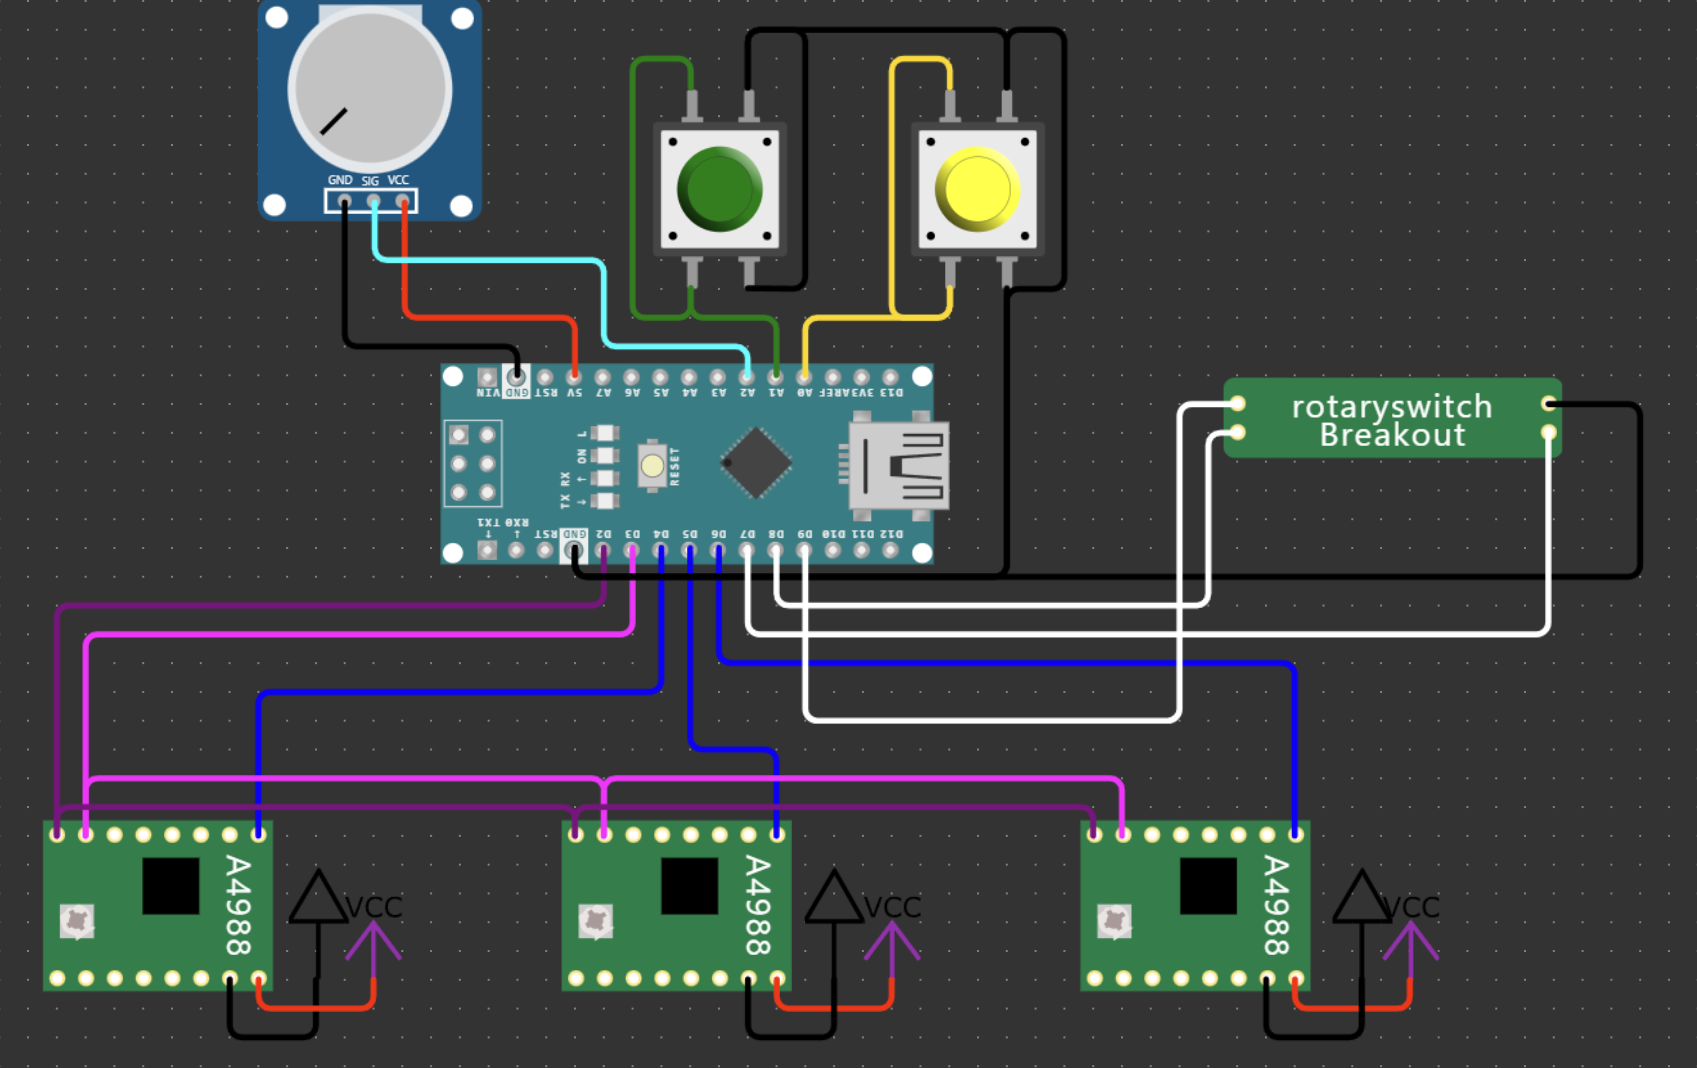 GND SIG VCC
VIN GND RST 5V A7 A6 A5 A4 A3 A2 A1 A0 AREF 3V3 D13
L
ON
RX
TX
RESET
TX1 RX0 RST GND D2 D3 D4 D5 D6 D7 D8 D9 D10 D11 D12
rotaryswitch
Breakout
A4988
VCC
A4988
VCC
A4988
VCC